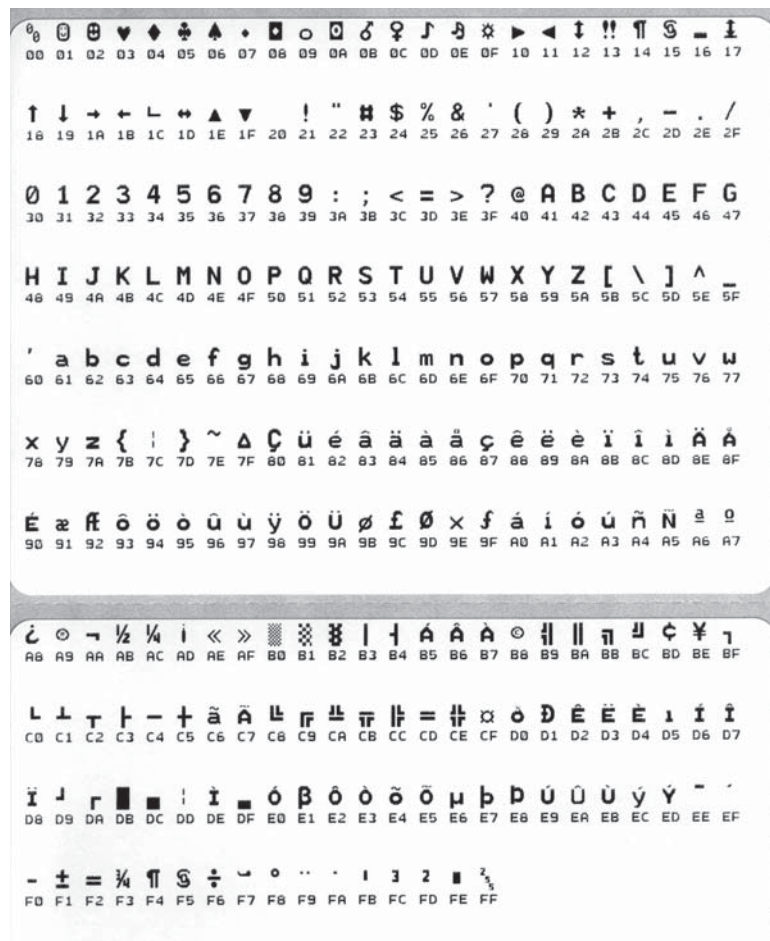 ⁰₀ ☺ ☻ ♥ ♦ ♣ ♠ • ◘ ○ ◙ ♂ ♀ ♪ ♫ ☼ ► ◄ ↕ ‼ ¶ § ▬ ↨
00 01 02 03 04 05 06 07 08 09 0A 0B 0C 0D 0E 0F 10 11 12 13 14 15 16 17
↑ ↓ → ← ∟ ↔ ▲ ▼ ! " # $ % & ' ( ) * + , - . /
18 19 1A 1B 1C 1D 1E 1F 20 21 22 23 24 25 26 27 28 29 2A 2B 2C 2D 2E 2F
0 1 2 3 4 5 6 7 8 9 : ; < = > ? @ A B C D E F G
30 31 32 33 34 35 36 37 38 39 3A 3B 3C 3D 3E 3F 40 41 42 43 44 45 46 47
H I J K L M N O P Q R S T U V W X Y Z [ \ ] ^ _
48 49 4A 4B 4C 4D 4E 4F 50 51 52 53 54 55 56 57 58 59 5A 5B 5C 5D 5E 5F
' a b c d e f g h i j k l m n o p q r s t u v w
60 61 62 63 64 65 66 67 68 69 6A 6B 6C 6D 6E 6F 70 71 72 73 74 75 76 77
x y z { ¦ } ~ ∆ Ç ü é â ä à å ç ê ë è ï î ì Ä Å
78 79 7A 7B 7C 7D 7E 7F 80 81 82 83 84 85 86 87 88 89 8A 8B 8C 8D 8E 8F
É æ Æ ô ö ò û ù ÿ Ö Ü ø £ Ø × ƒ á í ó ú ñ Ñ ª º
90 91 92 93 94 95 96 97 98 99 9A 9B 9C 9D 9E 9F A0 A1 A2 A3 A4 A5 A6 A7
¿ ® ¬ ½ ¼ ¡ « » ░ ▒ ▓ │ ┤ Á Â À © ╣ ║ ╗ ╝ ¢ ¥ ┐
A8 A9 AA AB AC AD AE AF B0 B1 B2 B3 B4 B5 B6 B7 B8 B9 BA BB BC BD BE BF
└ ┴ ┬ ├ ─ ┼ ã Ã ╚ ╔ ╩ ╦ ╠ = ╬ ¤ ð Ð Ê Ë È ı Í Î
C0 C1 C2 C3 C4 C5 C6 C7 C8 C9 CA CB CC CD CE CF D0 D1 D2 D3 D4 D5 D6 D7
Ï ┘ ┌ █ ▄ ¦ Ì ▄ Ó β Ô Ò õ Õ µ þ Þ Ú Û Ù ý Ý ¯ ´
D8 D9 DA DB DC DD DE DF E0 E1 E2 E3 E4 E5 E6 E7 E8 E9 EA EB EC ED EE EF
- ± = ¾ ¶ § ÷ ¸ ° ¨ · ı 3 2 ■
F0 F1 F2 F3 F4 F5 F6 F7 F8 F9 FA FB FC FD FE FF